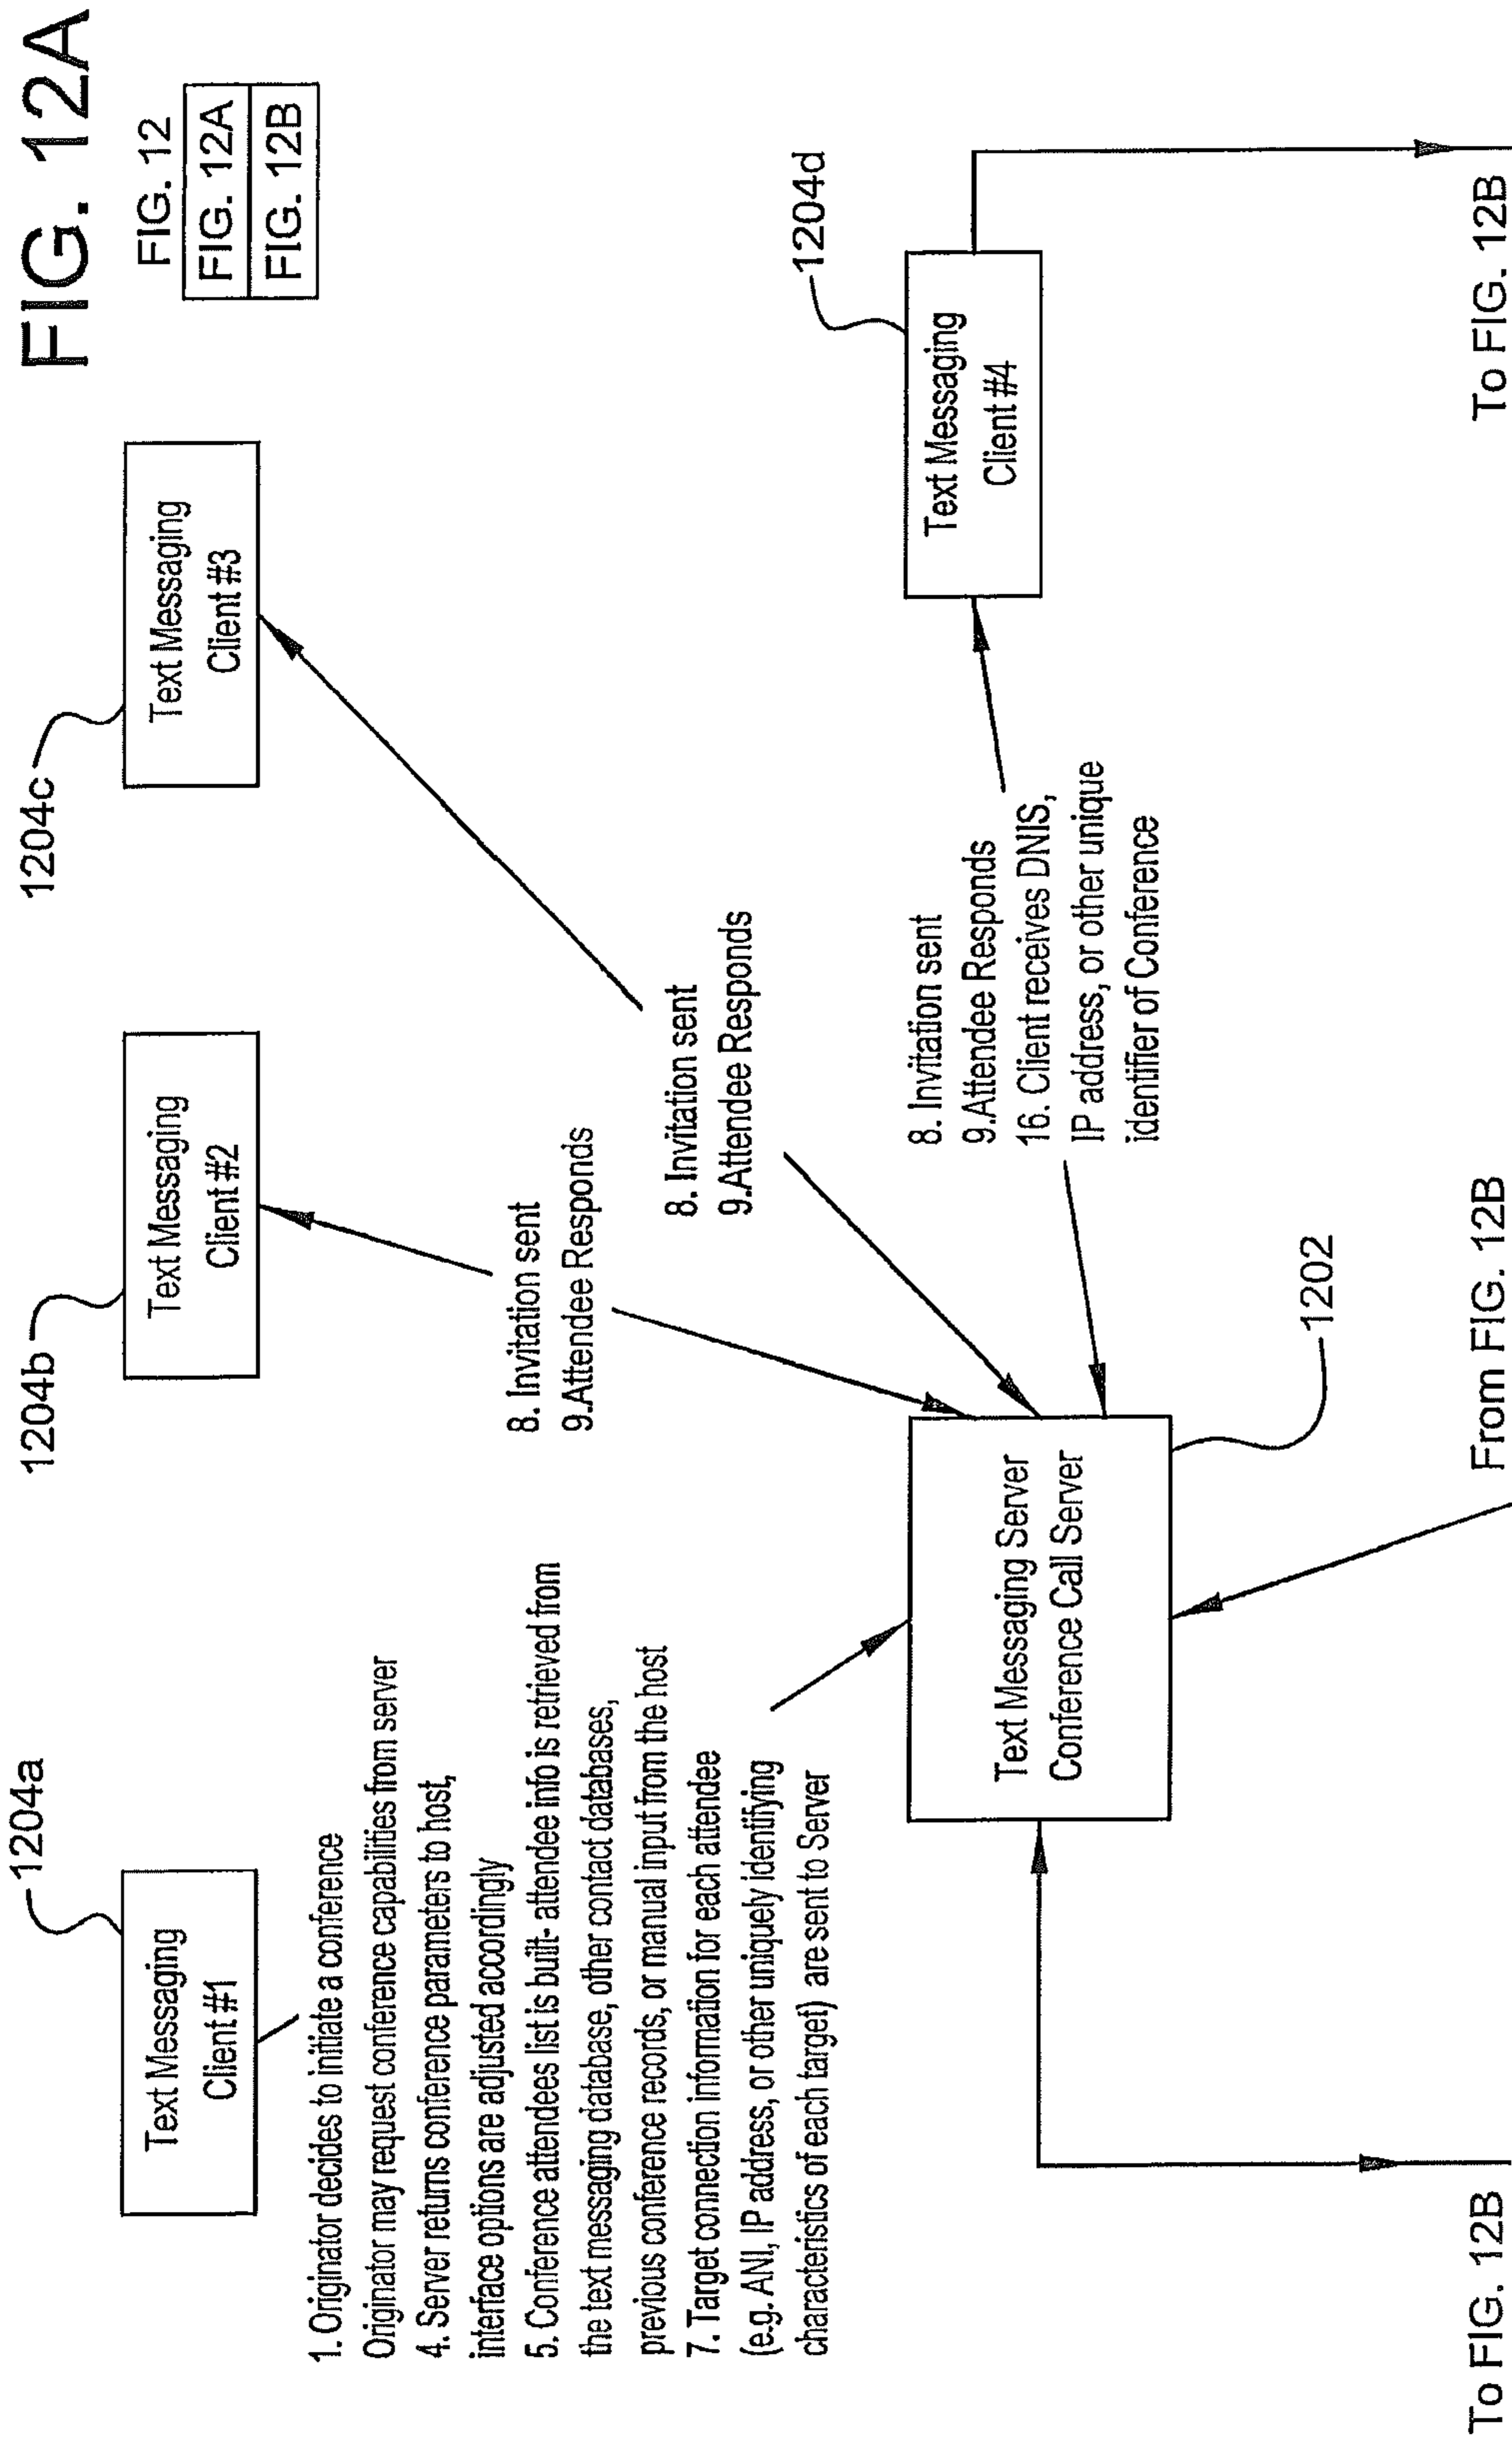 FIG. 12A
FIG. 12
FIG. 12A
FIG. 12B
1204a
Text Messaging
Client #1
1204b
Text Messaging
Client #2
1204c
Text Messaging
Client #3
1. Originator decides to initiate a conference
Originator may request conference capabilities from server
4. Server returns conference parameters to host,
interface options are adjusted accordingly
5. Conference attendees list is built- attendee info is retrieved from
the text messaging database, other contact databases,
previous conference records, or manual input from the host
7. Target connection information for each attendee
(e.g. ANI, IP address, or other uniquely identifying
characteristics of each target) are sent to Server
8. Invitation sent
9.Attendee Responds
8. Invitation sent
9.Attendee Responds
8. Invitation sent
9.Attendee Responds
16. Client receives DNIS,
IP address, or other unique
identifier of Conference
1204d
Text Messaging
Client #4
Text Messaging Server
Conference Call Server
1202
To FIG. 12B
From FIG. 12B
To FIG. 12B